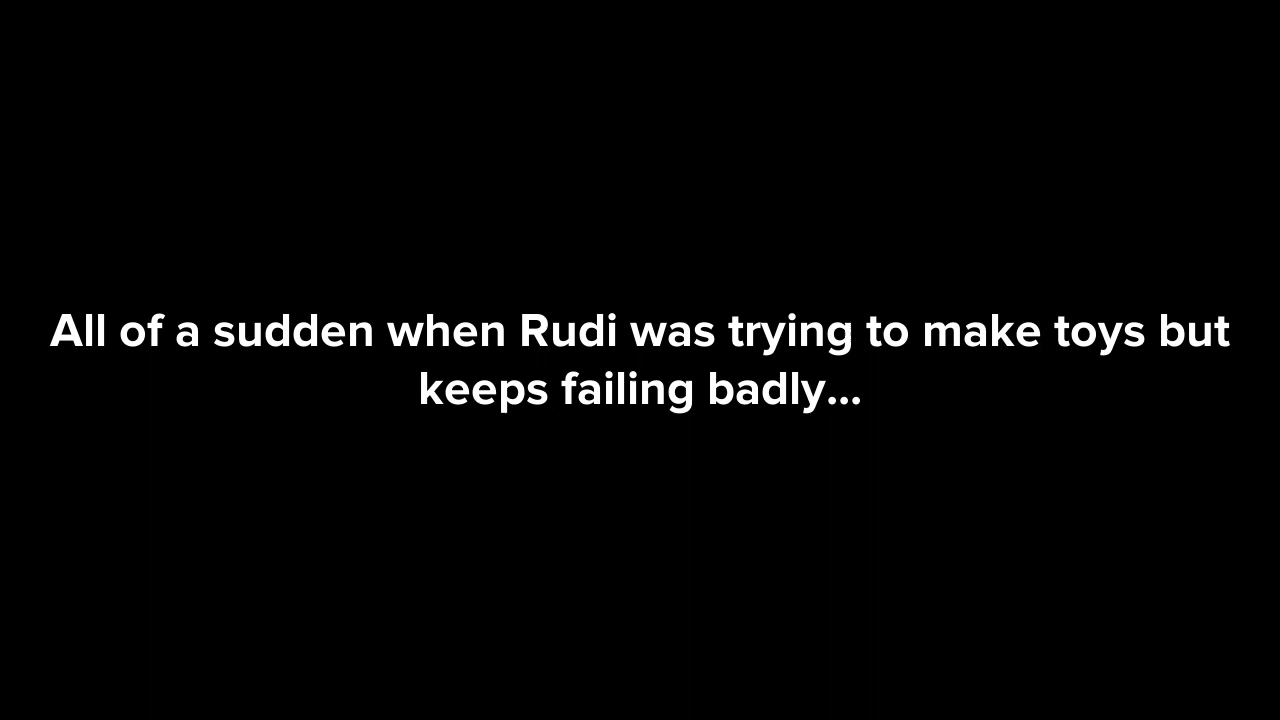 All of a sudden when Rudi was trying to make toys but
keeps failing badly...